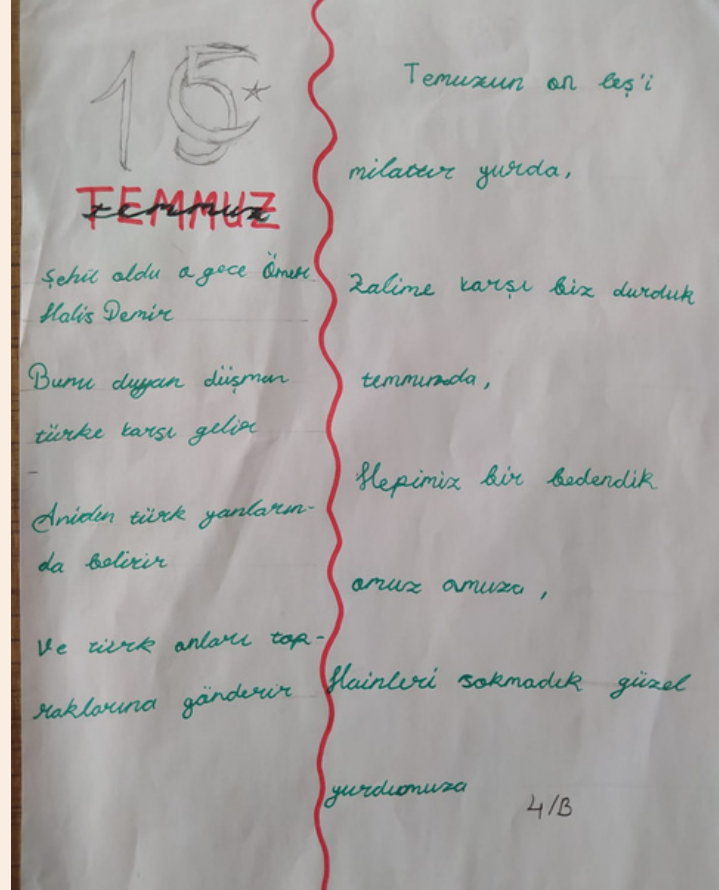 15
TEMMUZ
temmuz
Şehit oldu o gece Ömer
Halis Demir
Bunu duyan düşman
türke karşı gelir
Aniden türk yanların-
da belirir
Ve türk onları top-
raklarına gönderir
Temuzun on beş'i
milattır yurda,
Zalime karşı biz durduk
temmuzda,
Hepimiz bir bedendik
omuz omuza,
Hainleri sokmadık güzel
yurdumuza
4/B